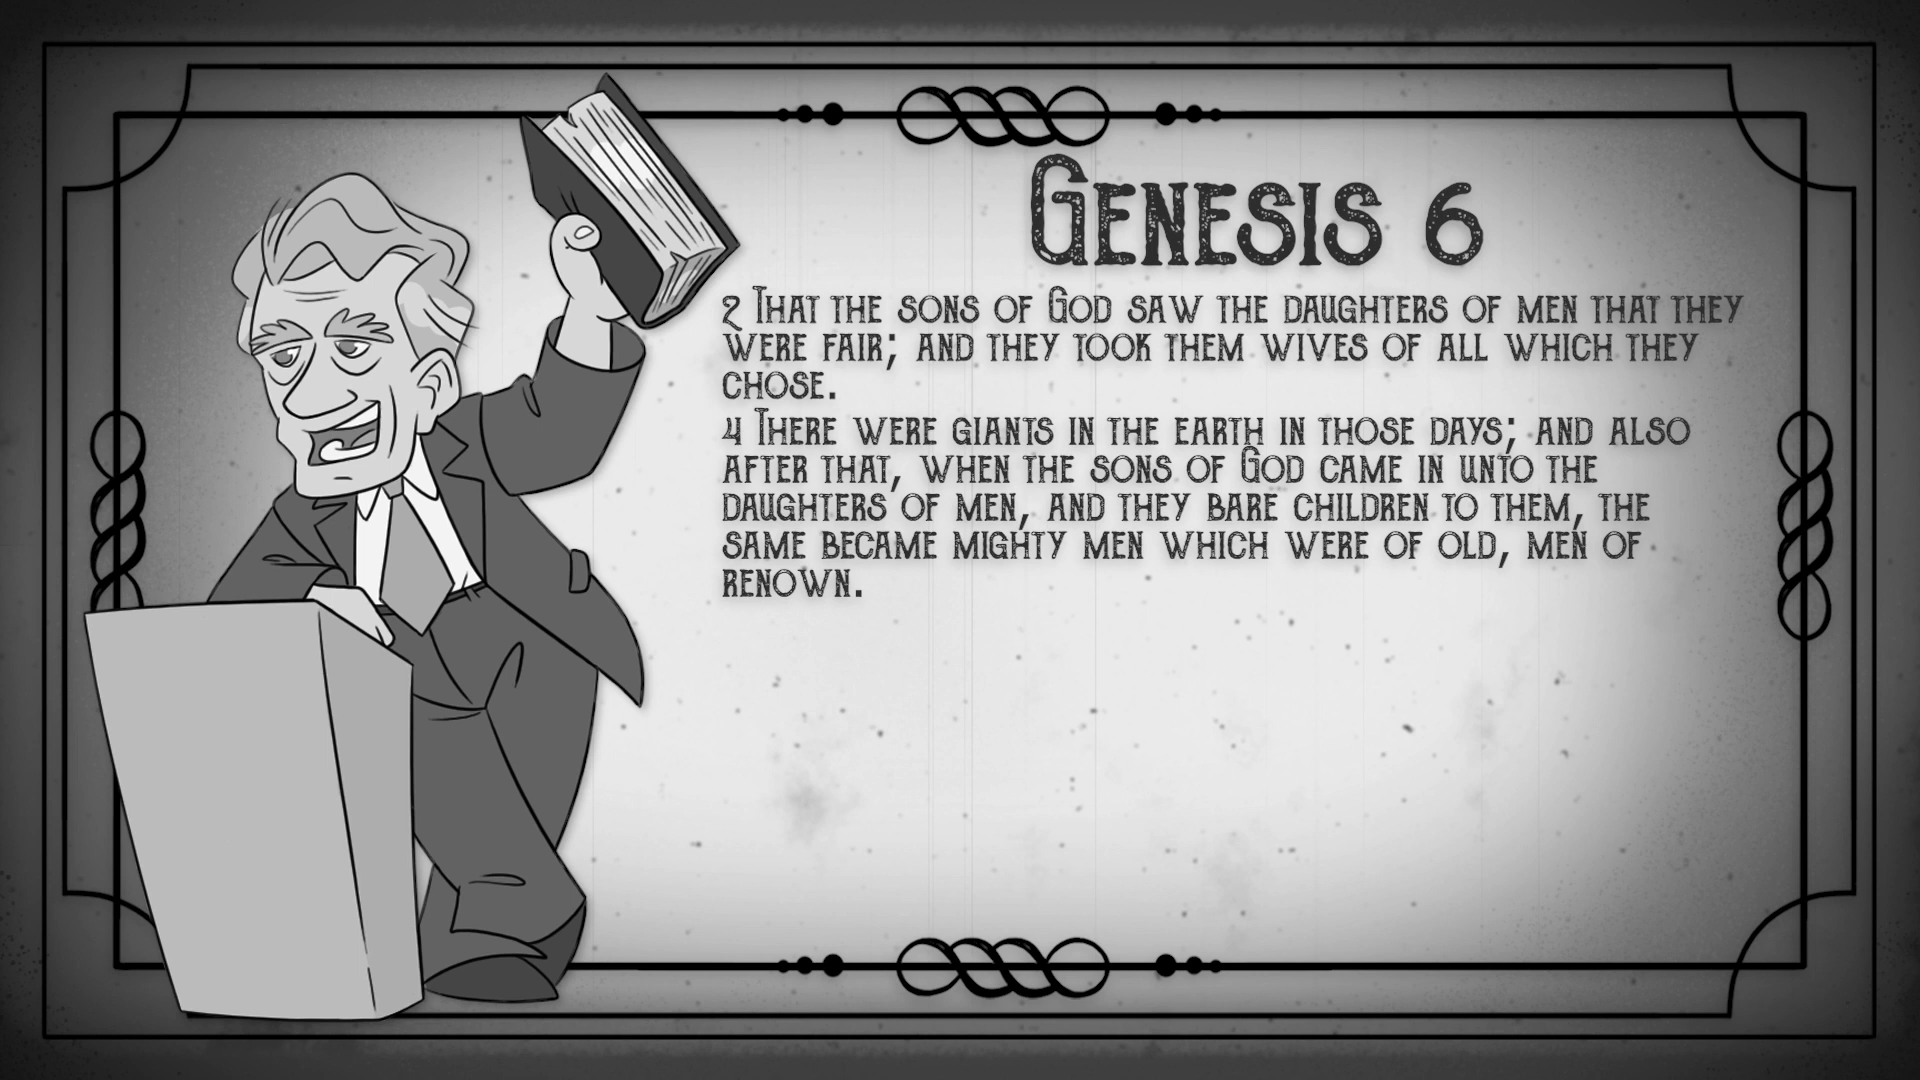 Genesis 6
2 That the sons of God saw the daughters of men that they
were fair; and they took them wives of all which they
chose.
4 There were giants in the earth in those days; and also
after that, when the sons of God came in unto the
daughters of men, and they bare children to them, the
same became mighty men which were of old, men of
renown.